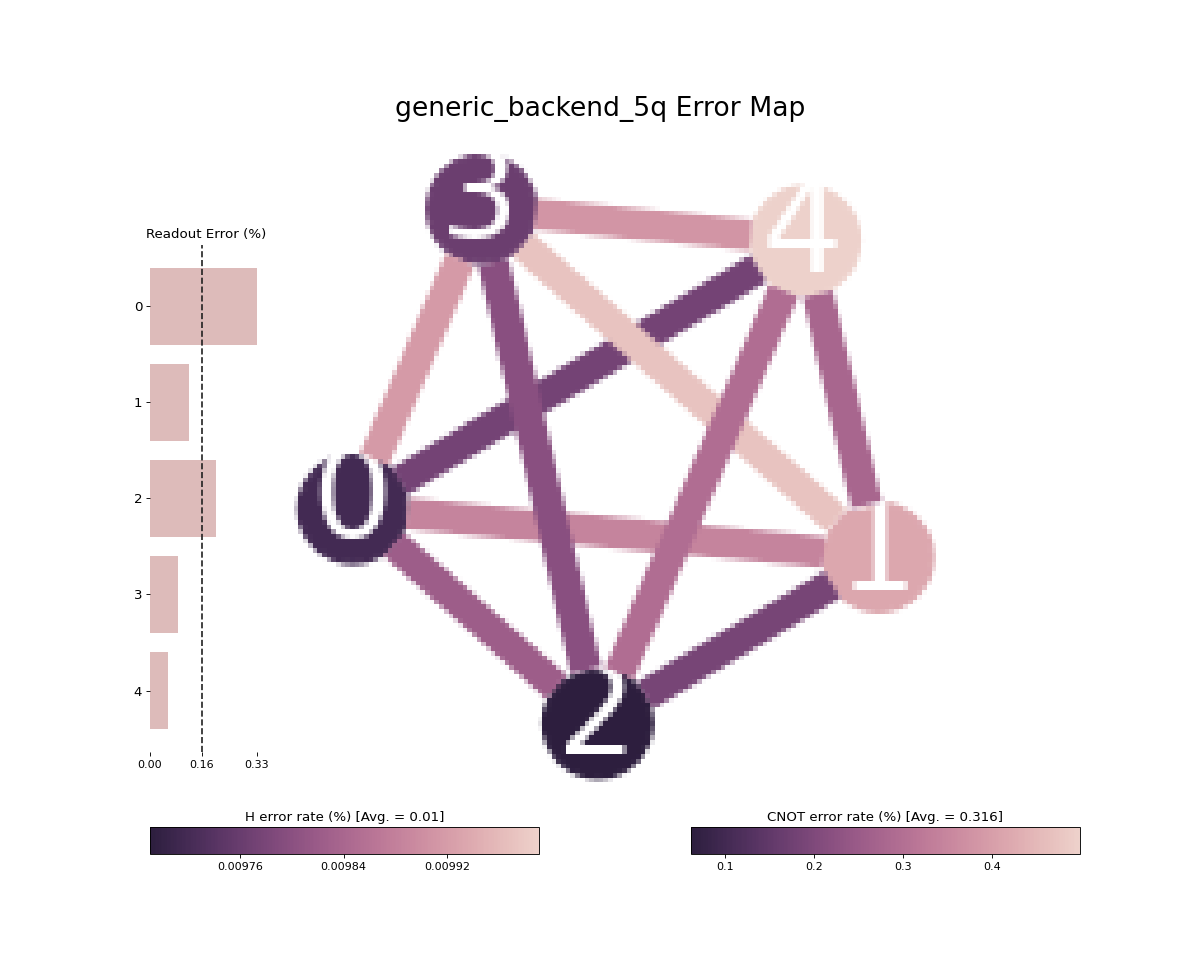 generic_backend_5q Error Map
Readout Error (%)
0
1
2
3
4
0.00 0.16 0.33
3
4
0
1
2
H error rate (%) [Avg. = 0.01]
0.00976 0.00984 0.00992
CNOT error rate (%) [Avg. = 0.316]
0.1 0.2 0.3 0.4